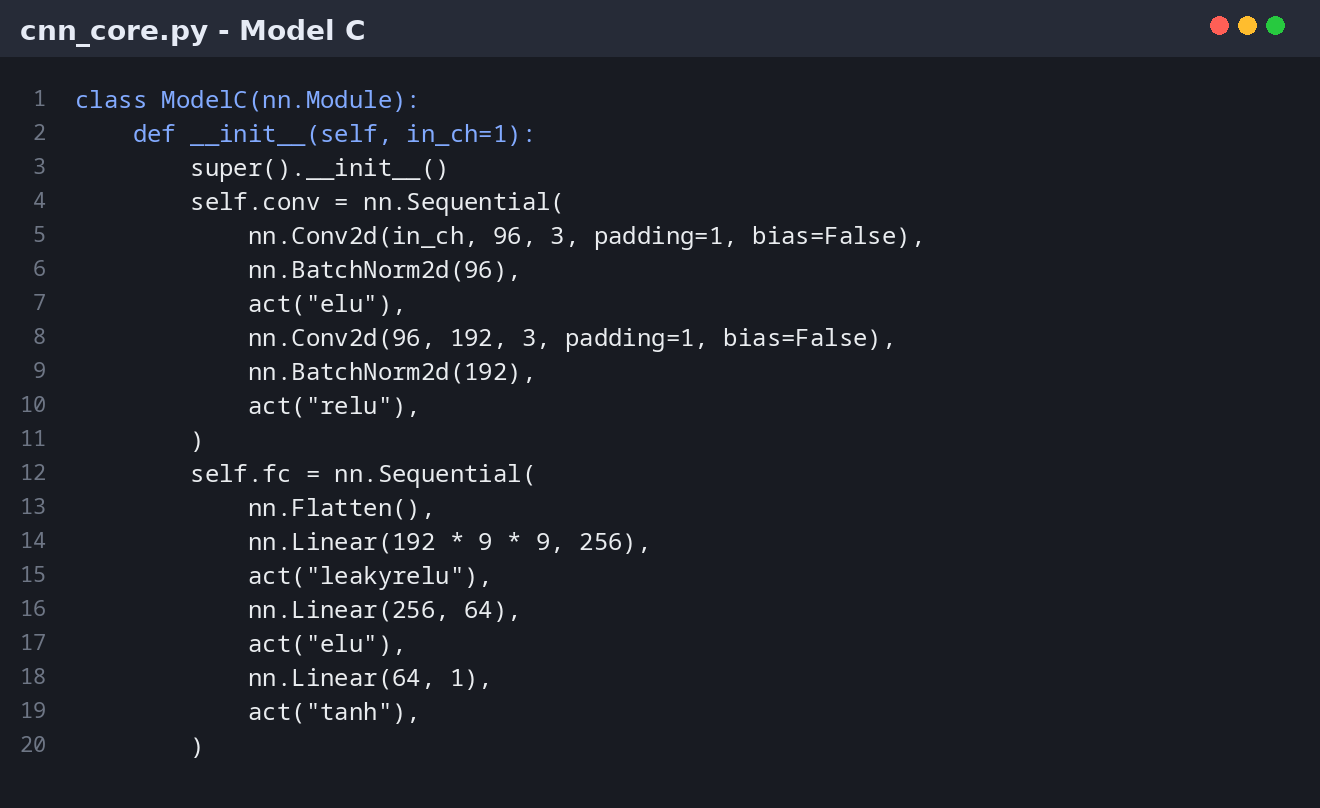 cnn_core.py - Model C
1 class ModelC(nn.Module):
2     def __init__(self, in_ch=1):
3         super().__init__()
4         self.conv = nn.Sequential(
5             nn.Conv2d(in_ch, 96, 3, padding=1, bias=False),
6             nn.BatchNorm2d(96),
7             act("elu"),
8             nn.Conv2d(96, 192, 3, padding=1, bias=False),
9             nn.BatchNorm2d(192),
10             act("relu"),
11         )
12         self.fc = nn.Sequential(
13             nn.Flatten(),
14             nn.Linear(192 * 9 * 9, 256),
15             act("leakyrelu"),
16             nn.Linear(256, 64),
17             act("elu"),
18             nn.Linear(64, 1),
19             act("tanh"),
20         )